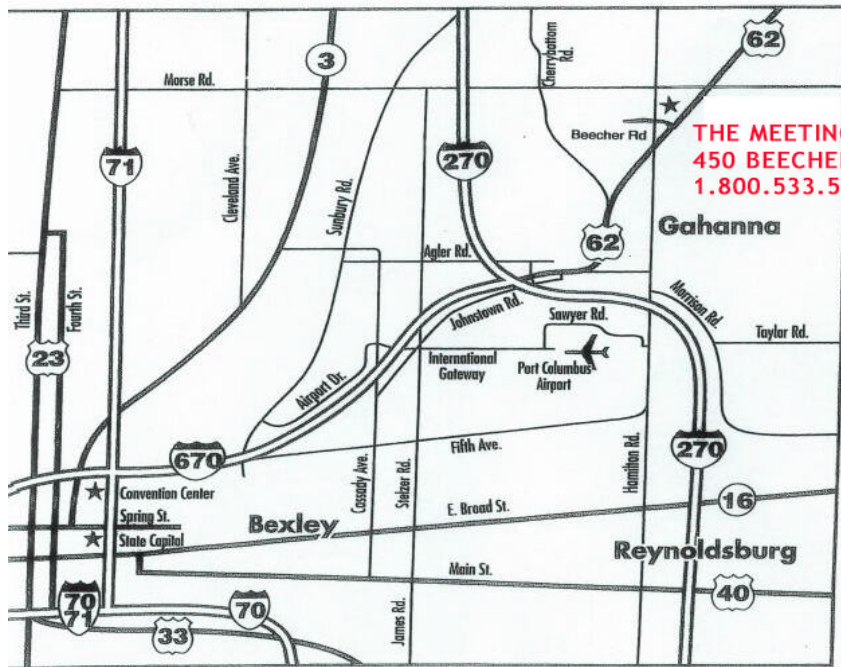 62
3
Cherrybottom
Rd.
Morse Rd.
Beecher Rd
THE MEETIN
450 BEECHE
1.800.533.5
71
270
Cleveland Ave.
Sunbury Rd.
Gahanna
62
Agler Rd.
Third St.
Fourth St.
Johnstown Rd.
Sawyer Rd.
Morrison Rd.
Taylor Rd.
23
International
Gateway
Port Columbus
Airport
Airport Dr.
670
Fifth Ave.
270
Cassady Ave.
Stelzer Rd.
Hamilton Rd.
Convention Center
E. Broad St.
16
Spring St.
Bexley
State Capitol
Reynoldsburg
Main St.
40
70
71
70
33
James Rd.